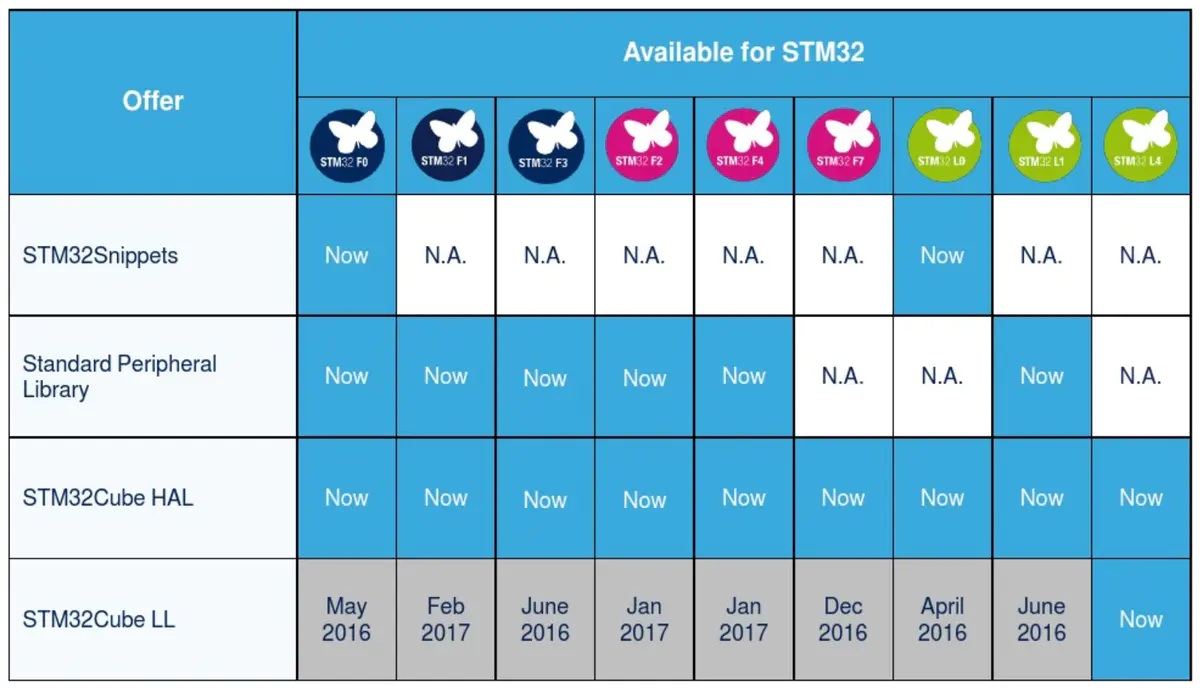 Offer
Available for STM32
STM32 F0
STM32 F1
STM32 F3
STM32 F2
STM32 F4
STM32 F7
STM32 L0
STM32 L1
STM32 L4
STM32Snippets
Now
N.A.
N.A.
N.A.
N.A.
N.A.
Now
N.A.
N.A.
Standard Peripheral
Library
Now
Now
Now
Now
Now
N.A.
N.A.
Now
N.A.
STM32Cube HAL
Now
Now
Now
Now
Now
Now
Now
Now
Now
STM32Cube LL
May
2016
Feb
2017
June
2016
Jan
2017
Jan
2017
Dec
2016
April
2016
June
2016
Now